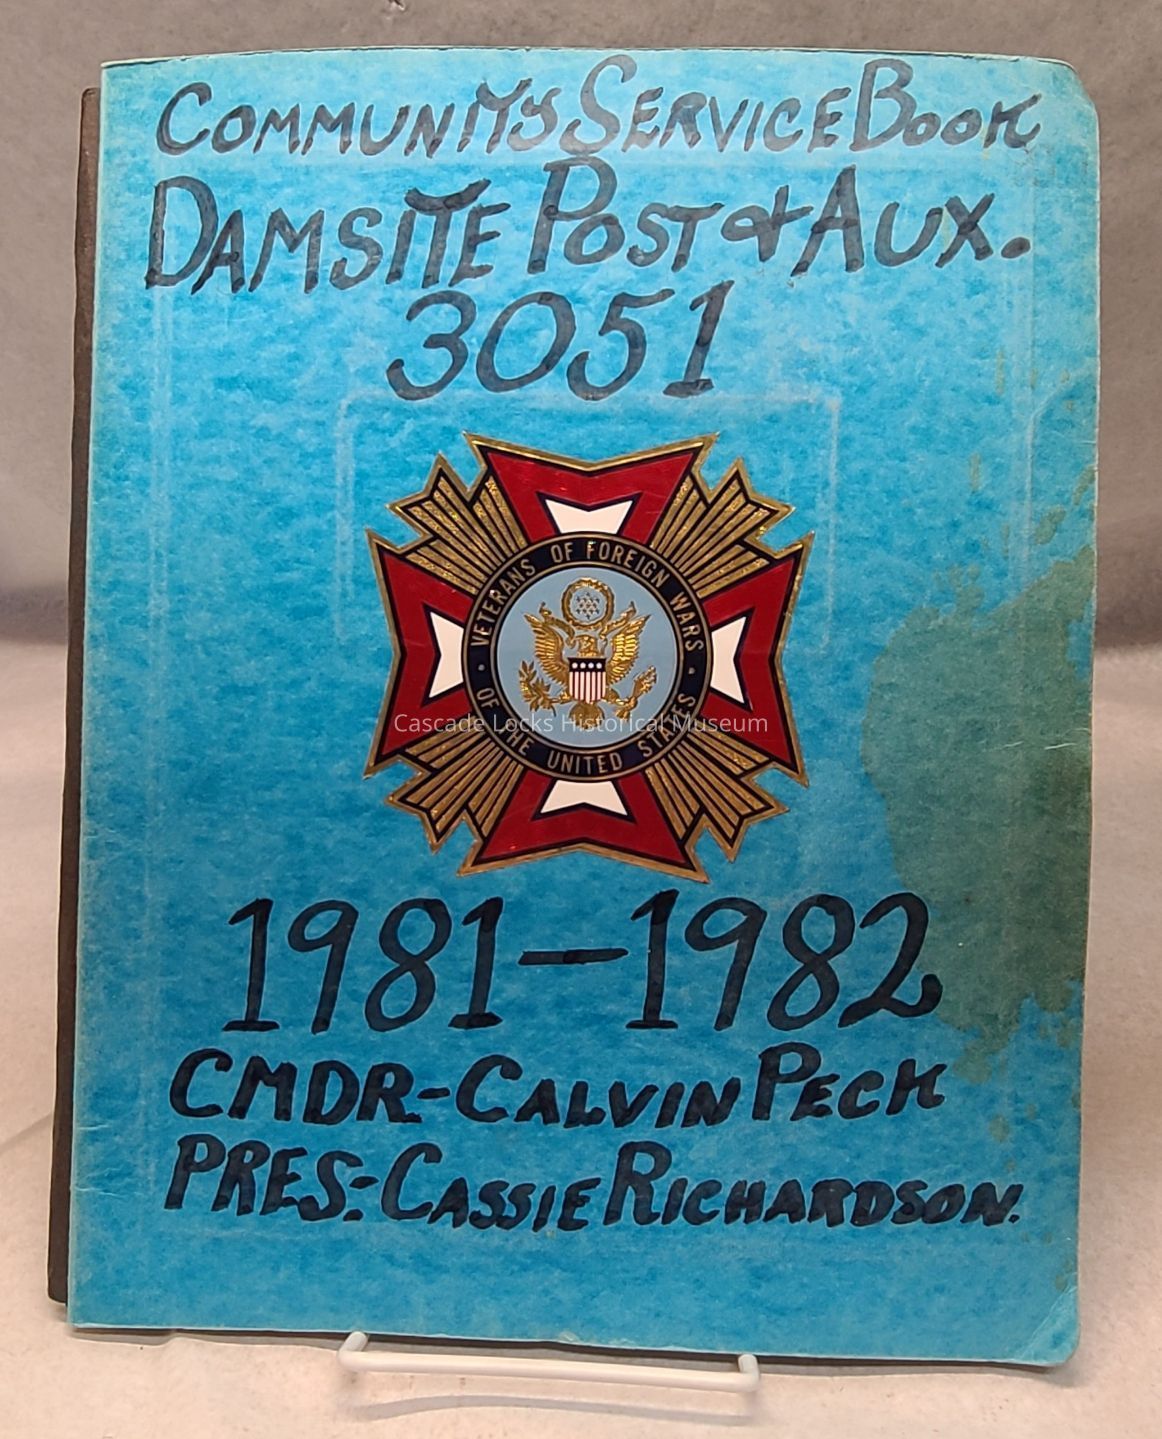 Community Service Book
Damsite Post & Aux.
3051
VETERANS OF FOREIGN WARS
OF THE UNITED STATES
Cascade Locks Historical Museum
1981-1982
CMDR-CALVIN PECK
PRES:-CASSIE RICHARDSON.